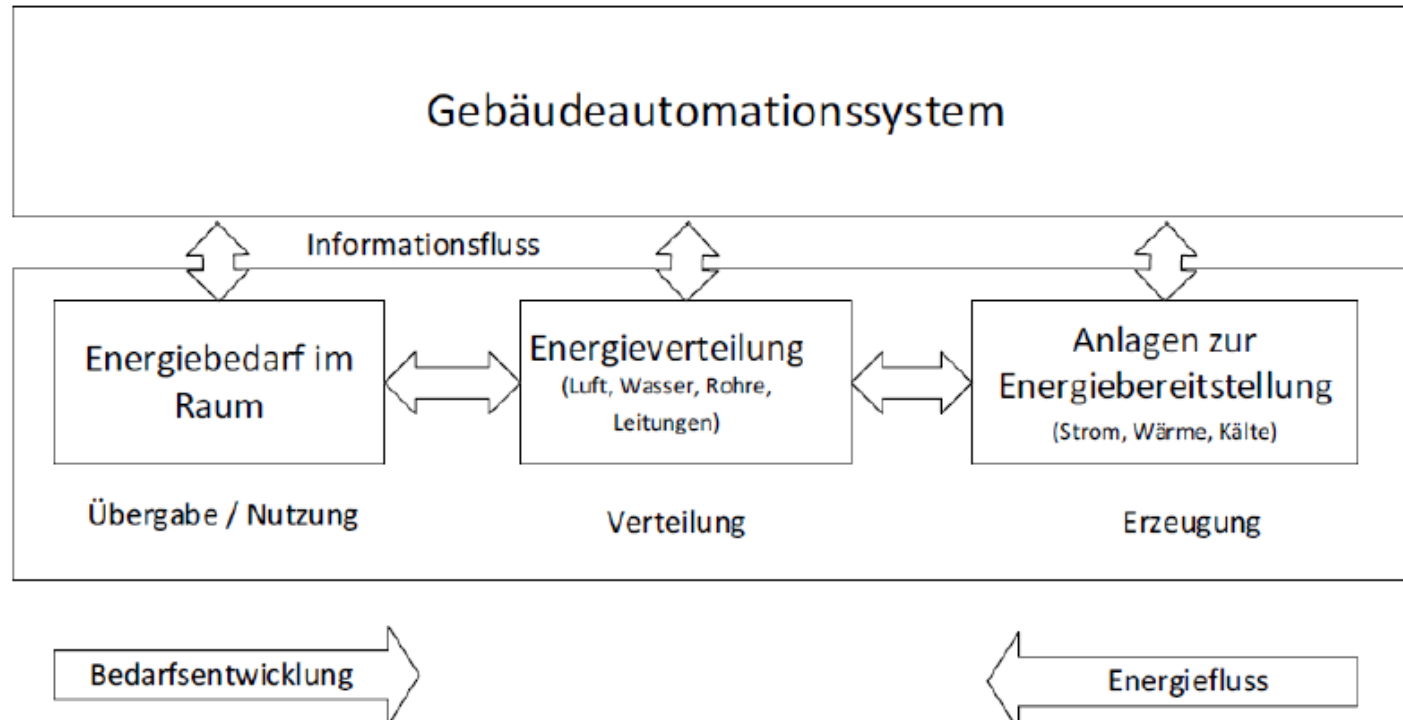 Gebäudeautomationssystem
Informationsfluss
Energiebedarf im
Raum
Energieverteilung
(Luft, Wasser, Rohre,
Leitungen)
Anlagen zur
Energiebereitstellung
(Strom, Wärme, Kälte)
Übergabe / Nutzung
Verteilung
Erzeugung
Bedarfsentwicklung
Energiefluss